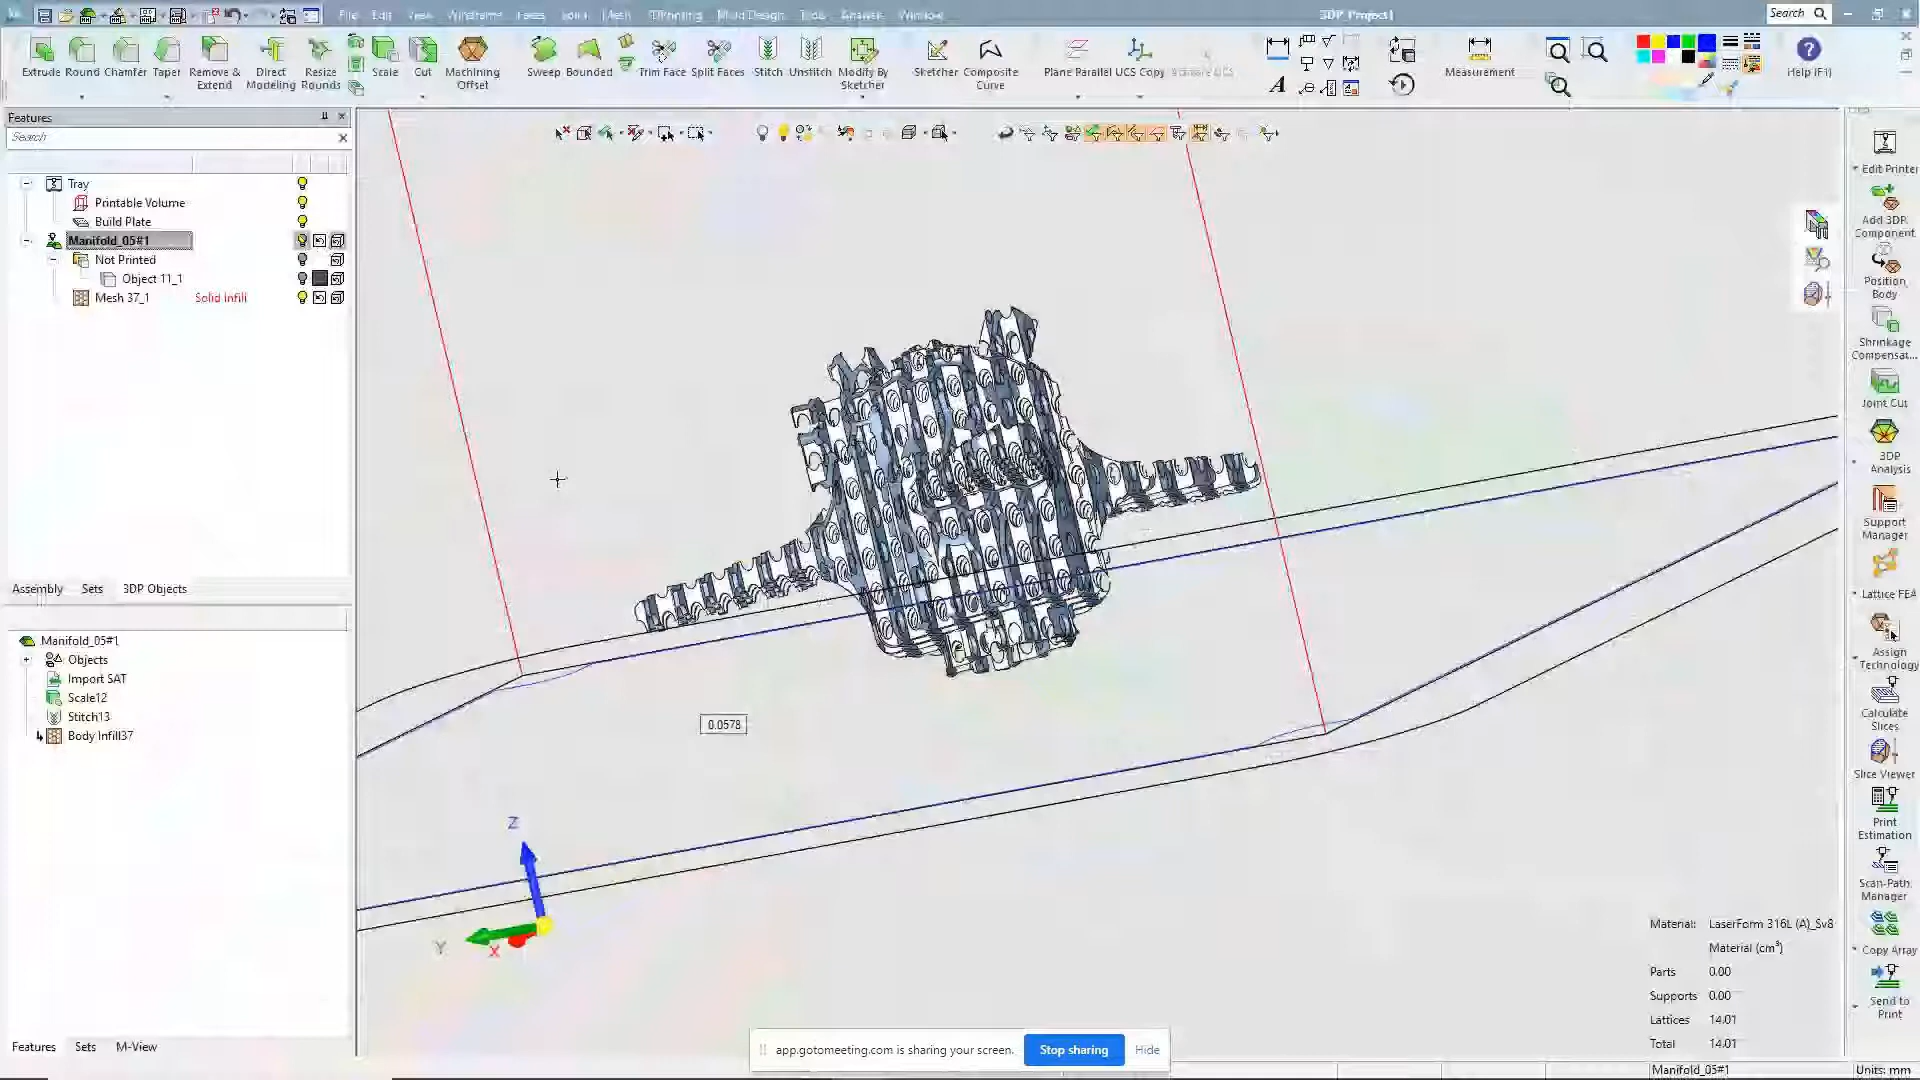 File Edit View Wireframe Faces Solid Mesh 3DPrinting Mold Design Tools Window
3DP_Project1
Search
Extrude Round Chamfer Taper Remove & Extend Direct Modeling Resize Rounds Scale Cut Machining Offset Sweep Bounded Trim Face Split Faces Stitch Unstitch Modify By Sketcher Sketcher Composite Curve Plane Parallel UCS Copy Measurement Help (F1)
Features
Search
Tray
Printable Volume
Build Plate
Manifold_05#1
Not Printed
Object 11_1
Mesh 37_1 Solid Infill
Assembly Sets 3DP Objects
Manifold_05#1
Objects
Import SAT
Scale12
Stitch13
Body Infill37
Features Sets M-View
0.0578
Z
Y
X
Edit Printer
Add 3DP Component
Position Body
Shrinkage Compensat...
Joint Cut
3DP Analysis
Support Manager
Lattice FEA
Assign Technology
Calculate Slices
Slice Viewer
Print Estimation
Scan-Path Manager
Copy Array
Send to Print
Material: LaserForm 316L (A)_Sv8
Material (cm³)
Parts 0.00
Supports 0.00
Lattices 14.01
Total 14.01
app.gotomeeting.com is sharing your screen. Stop sharing Hide
Manifold_05#1 Units: mm